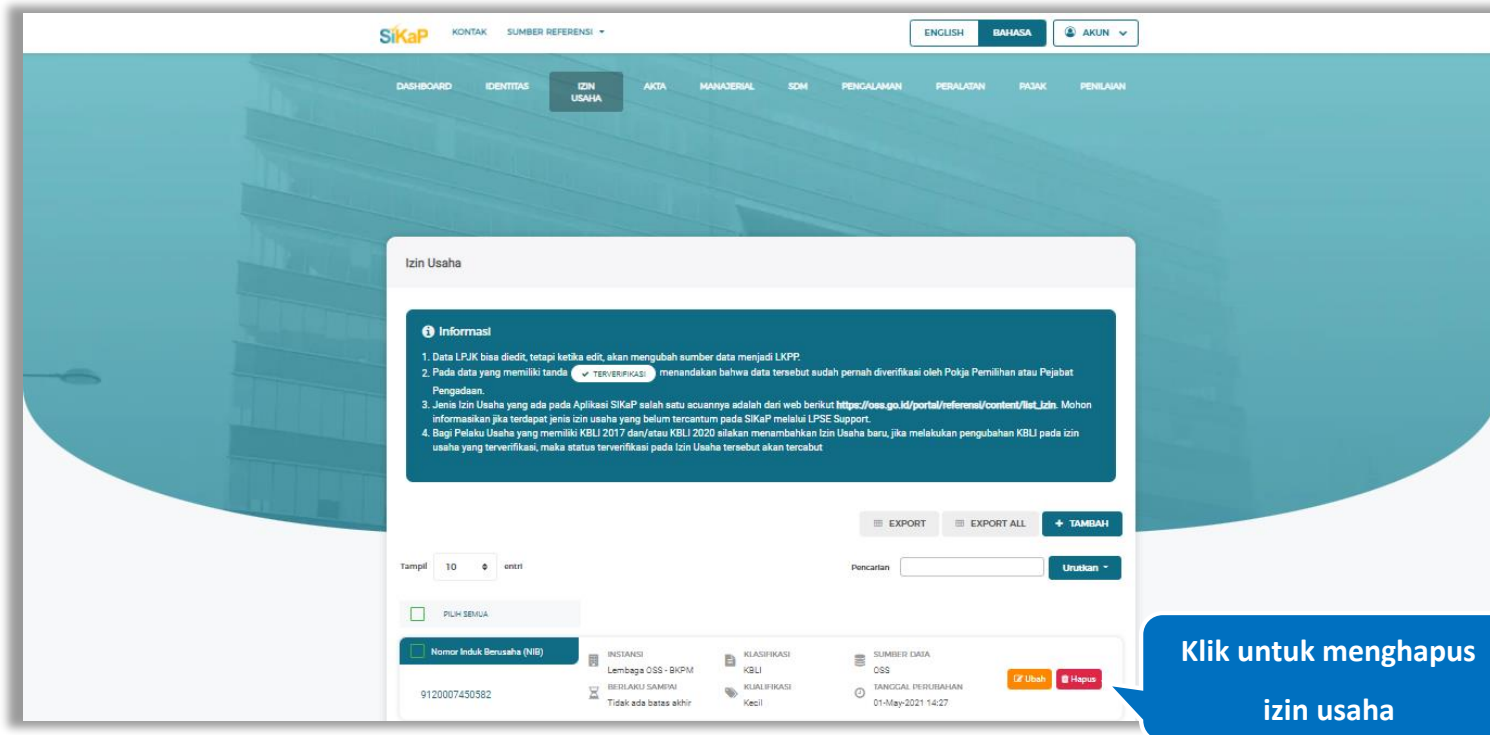 SiKaP KONTAK SUMBER REFERENSI ENGLISH BAHASA AKUN
DASHBOARD IDENTITAS IZIN USAHA AKTA MANAJERIAL SDM PENGALAMAN PERALATAN PAJAK PENILAIAN
Izin Usaha
Informasi
1. Data LPJK bisa diedit, tetapi ketika edit, akan mengubah sumber data menjadi LKPP.
2. Pada data yang memiliki tanda TERVERIFIKASI menandakan bahwa data tersebut sudah pernah diverifikasi oleh Pokja Pemilihan atau Pejabat
Pengadaan.
3. Jenis Izin Usaha yang ada pada Aplikasi SIKaP salah satu acuannya adalah dari web berikut https://oss.go.id/portal/referensi/content/list_izin. Mohon
informasikan jika terdapat jenis izin usaha yang belum tercantum pada SIKaP melalui LPSE Support.
4. Bagi Pelaku Usaha yang memiliki KBLI 2017 dan/atau KBLI 2020 silakan menambahkan Izin Usaha baru, jika melakukan pengubahan KBLI pada izin
usaha yang terverifikasi, maka status terverifikasi pada Izin Usaha tersebut akan tercabut
EXPORT EXPORT ALL + TAMBAH
Tampil 10 entri Pencarian Urutkan
PILIH SEMUA
Nomor Induk Berusaha (NIB) INSTANSI KLASIFIKASI SUMBER DATA
Lembaga OSS - BKPM KBLI OSS
9120007450582 BERLAKU SAMPAI KUALIFIKASI TANGGAL PERUBAHAN Ubah Hapus
Tidak ada batas akhir Kecil 01-May-2021 14:27
Klik untuk menghapus
izin usaha